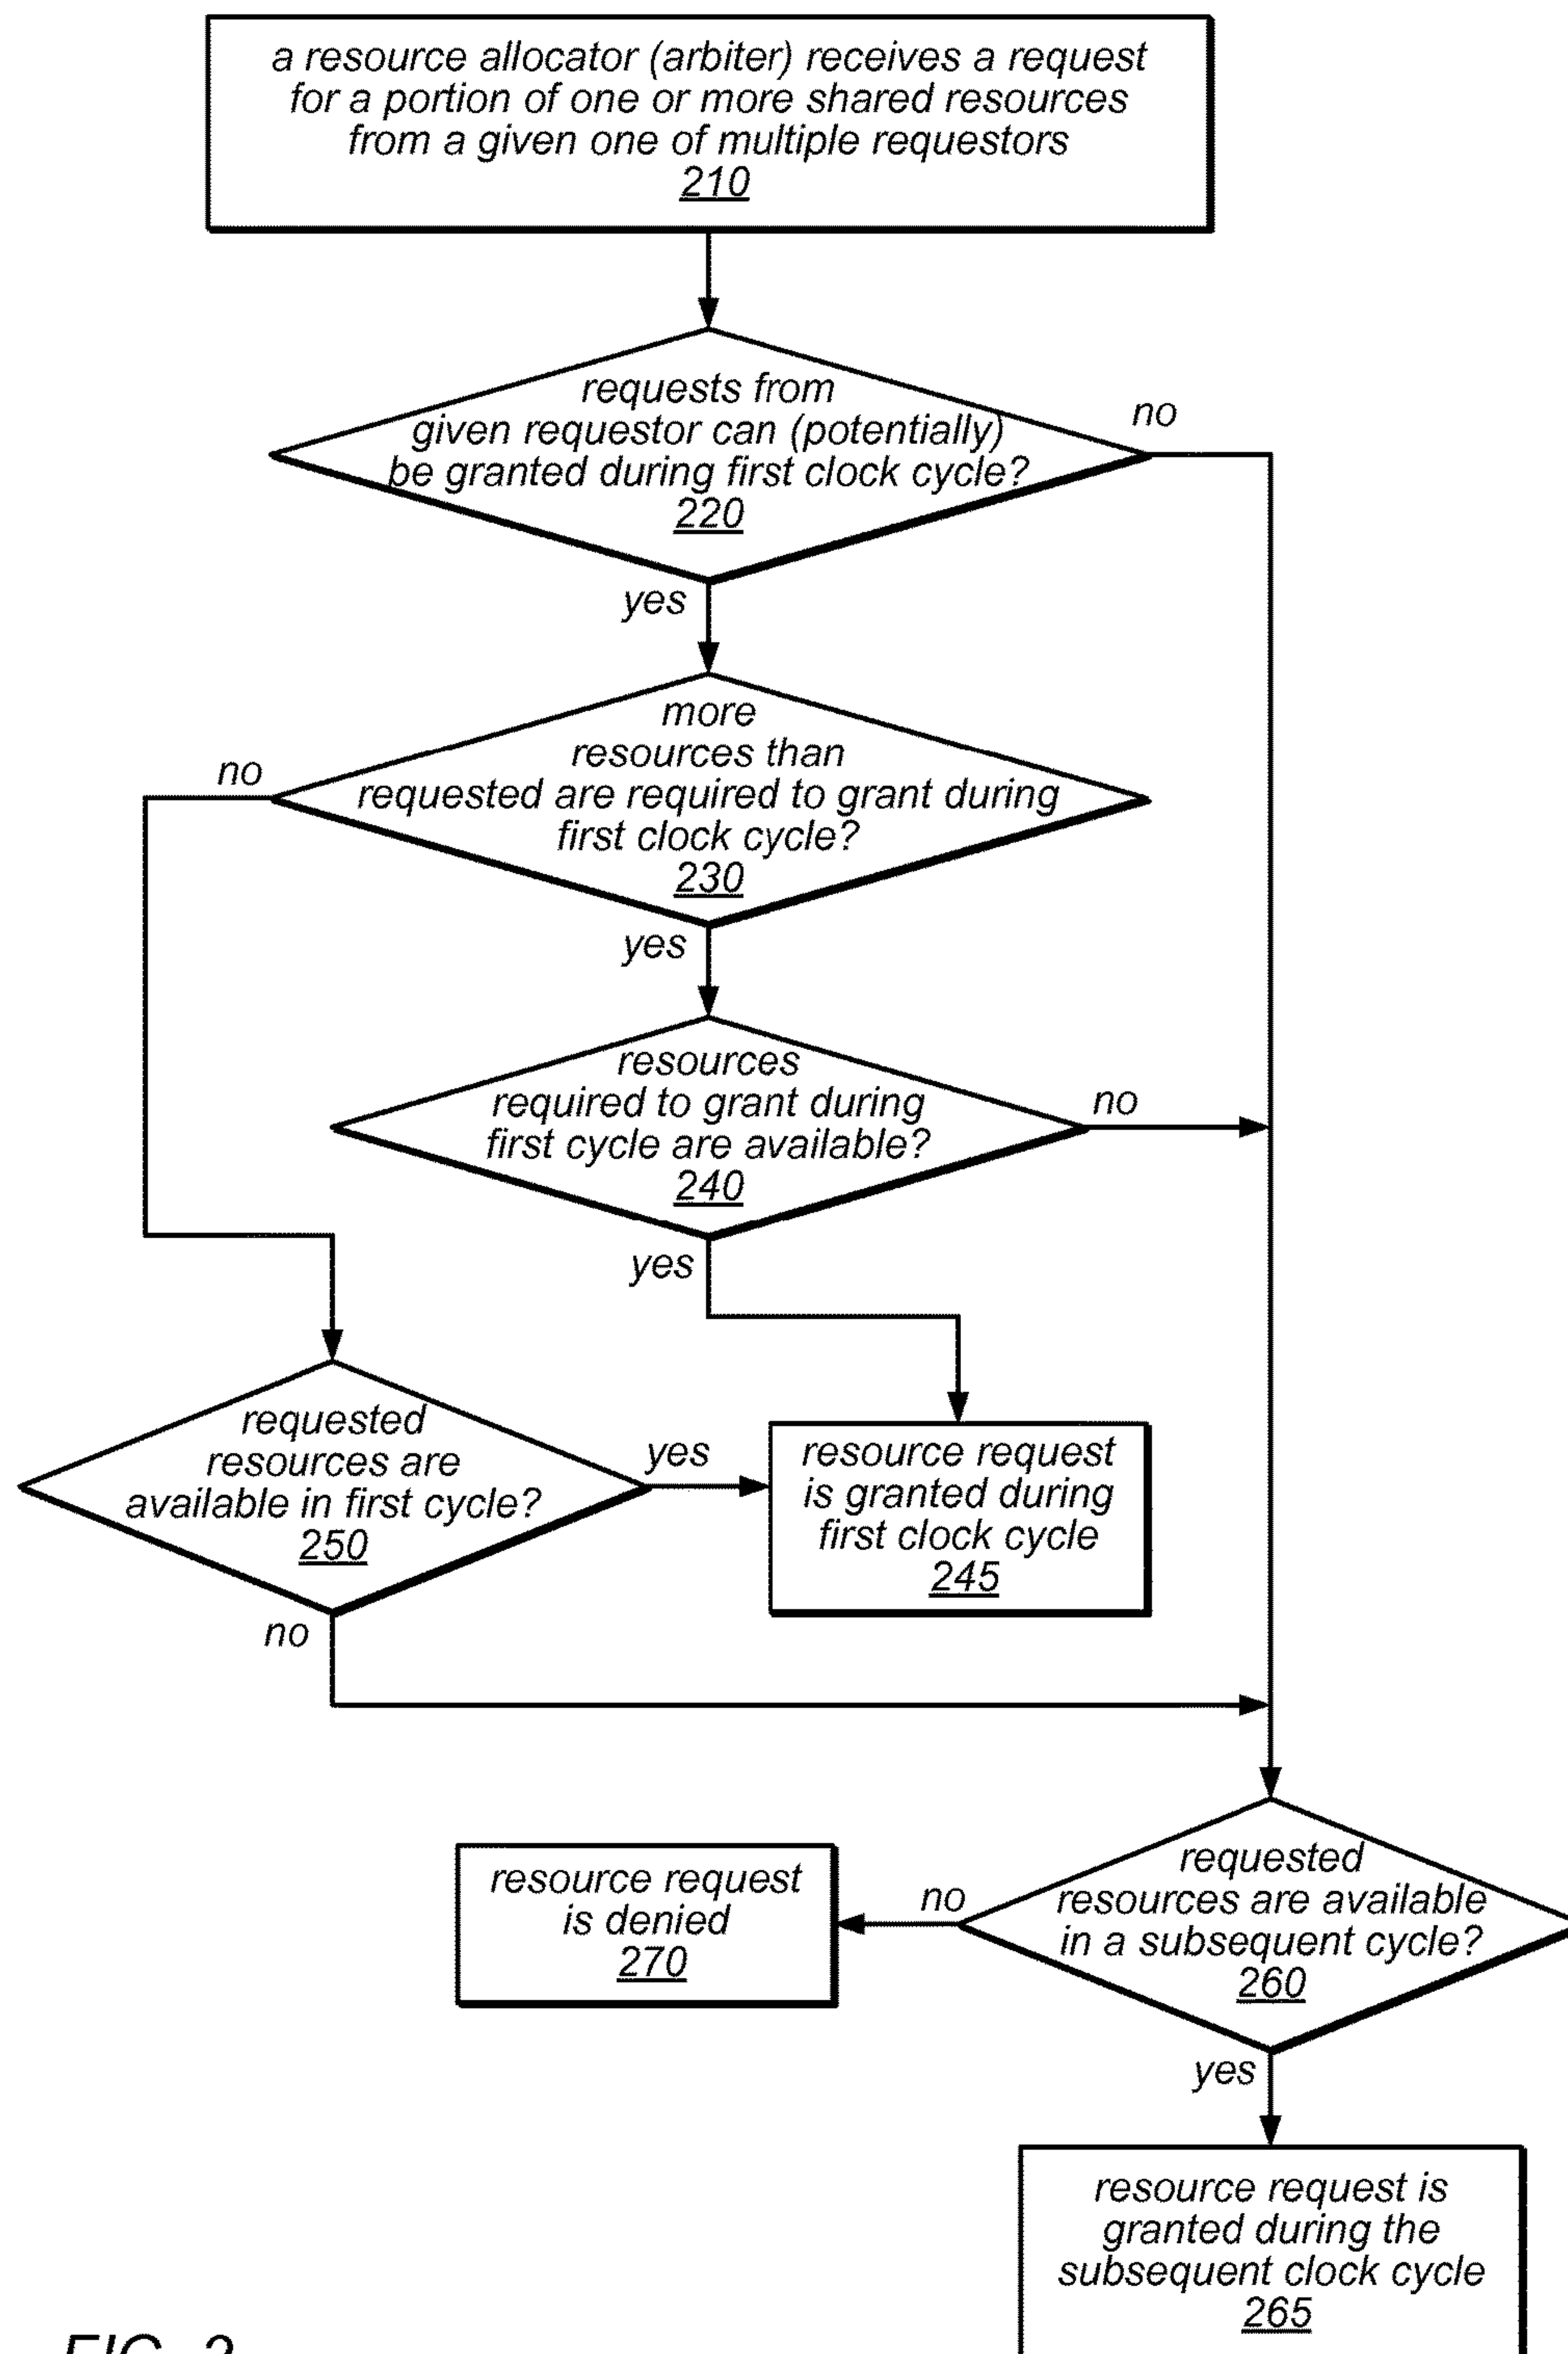 a resource allocator (arbiter) receives a request
for a portion of one or more shared resources
from a given one of multiple requestors
210
requests from
given requestor can (potentially)
be granted during first clock cycle?
220
no
yes
more
resources than
requested are required to grant during
first clock cycle?
230
no
yes
resources
required to grant during
first cycle are available?
240
no
yes
requested
resources are
available in first cycle?
250
yes
no
resource request
is granted during
first clock cycle
245
requested
resources are available
in a subsequent cycle?
260
no
yes
resource request
is denied
270
resource request is
granted during the
subsequent clock cycle
265
FIG. 2